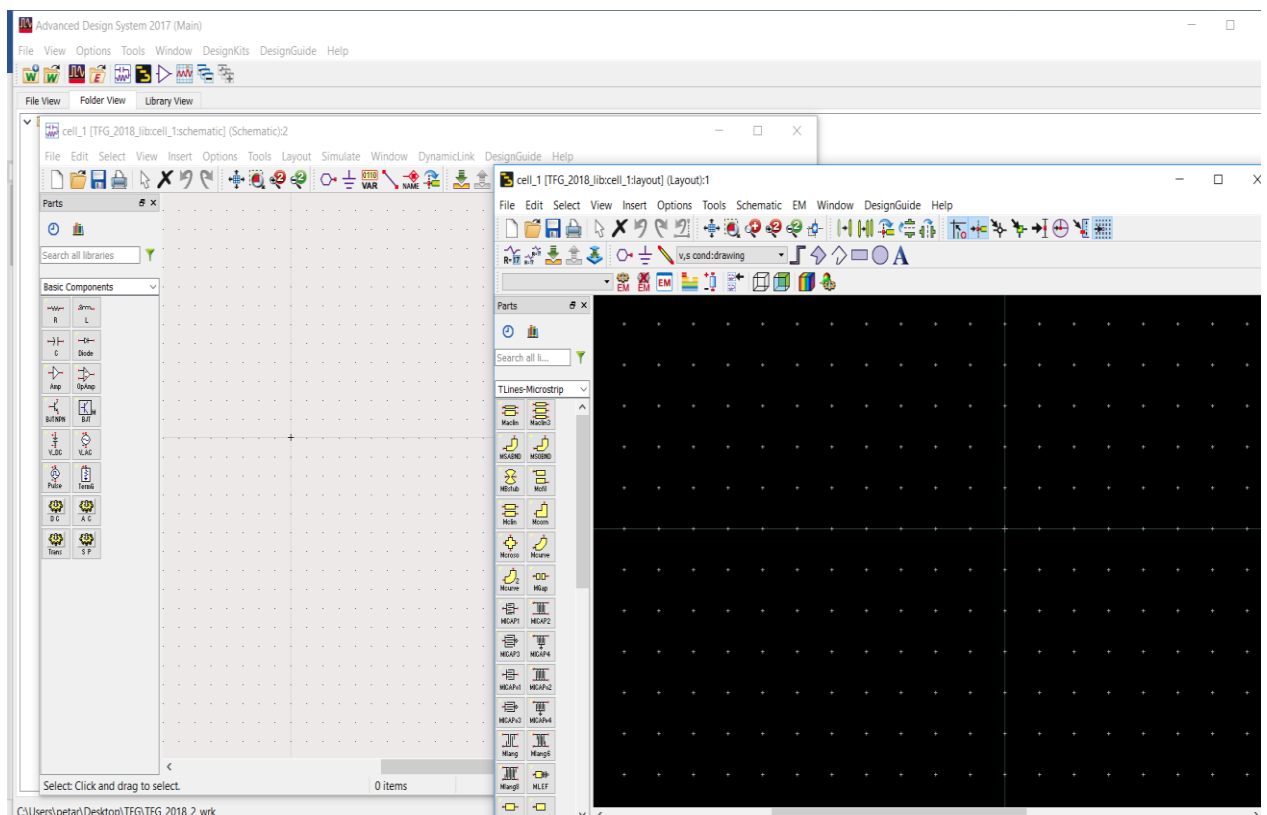 Advanced Design System 2017 (Main)
File View Options Tools Window DesignKits DesignGuide Help
File View Folder View Library View
cell_1 [TFG_2018_lib:cell_1:schematic] (Schematic):2
File Edit Select View Insert Options Tools Layout Simulate Window DynamicLink DesignGuide Help
VAR NAME
Parts
Search all libraries
Basic Components
R L
C Diode
Amp OpAmp
BJTNPN BJT
V_DC V_AC
Pulse TermG
DC AC
Trans SP
Select: Click and drag to select. 0 items
C:\Users\petar\Desktop\TFG\TFG_2018_2_wrk
cell_1 [TFG_2018_lib:cell_1:layout] (Layout):1
File Edit Select View Insert Options Tools Schematic EM Window DesignGuide Help
v,s cond:drawing A
EM EM EM
Parts
Search all li...
TLines-Microstrip
Maclin Maclin3
MSABND MSOBND
MBstub Mcfil
Mclin Mcorn
Mcross Mcurve
Mcurve MGap
MICAP1 MICAP2
MICAP3 MICAP4
Mlang Mlang6
Mlang8 MLEF